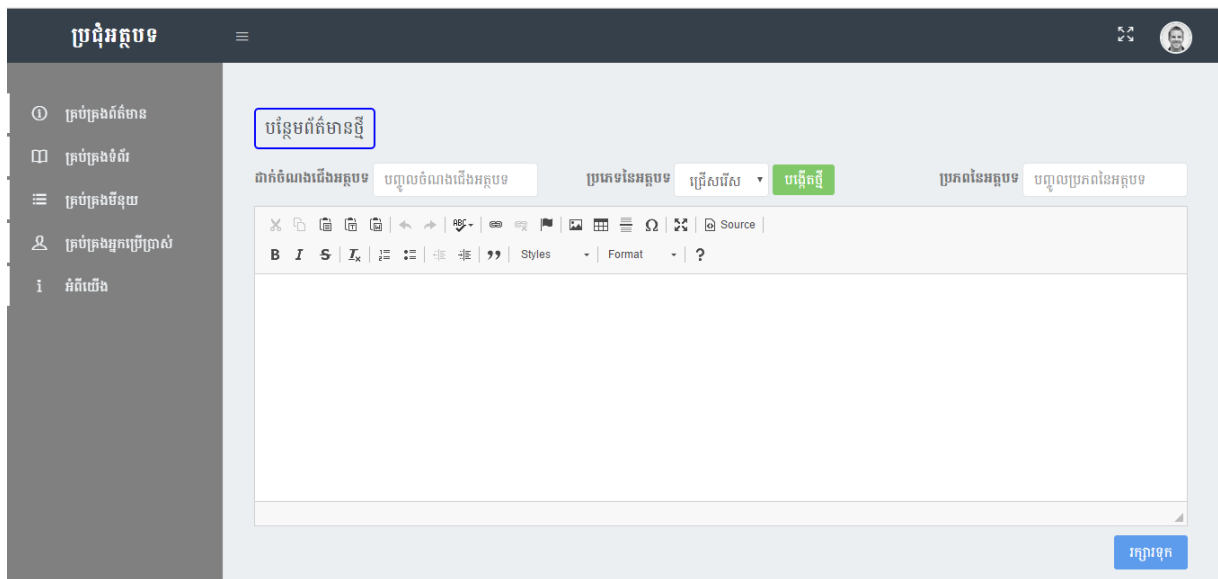 ប្រជុំអត្ថបទ
គ្រប់គ្រងព័ត៌មាន
គ្រប់គ្រងទំព័រ
គ្រប់គ្រងមីនុយ
គ្រប់គ្រងអ្នកប្រើប្រាស់
អំពីយើង
បន្ថែមព័ត៌មានថ្មី
ដាក់ចំណងជើងអត្ថបទ បញ្ចូលចំណងជើងអត្ថបទ ប្រភេទនៃអត្ថបទ ជ្រើសរើស បង្កើតថ្មី ប្រភពនៃអត្ថបទ បញ្ចូលប្រភពនៃអត្ថបទ
ABC Ω Source
B I S Ix Styles Format ?
រក្សារទុក